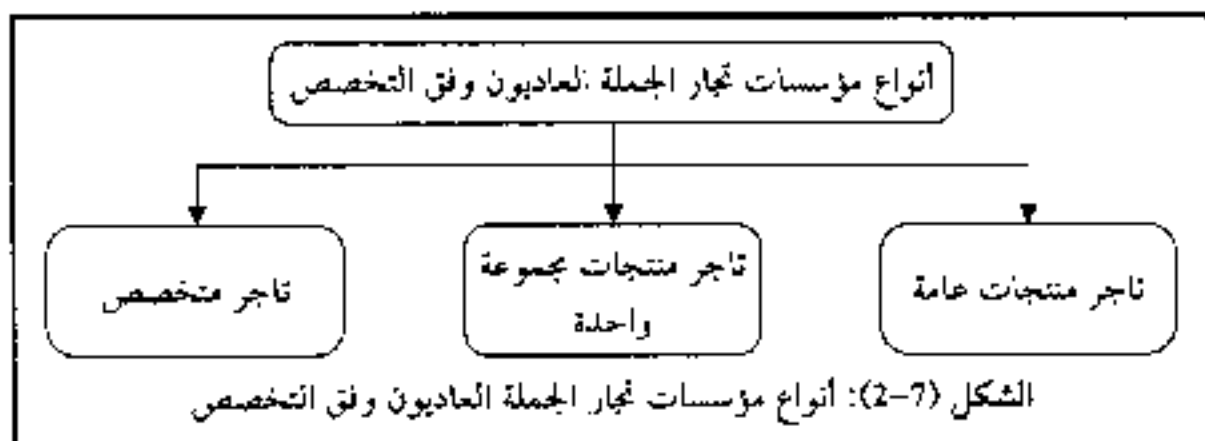 أنواع مؤسسات تجار الجملة العاديون وفق التخصص
تاجر منتجات عامة
تاجر منتجات مجموعة
واحدة
تاجر متخصص
الشكل (7-2): أنواع مؤسسات تجار الجملة العاديون وفق التخصص